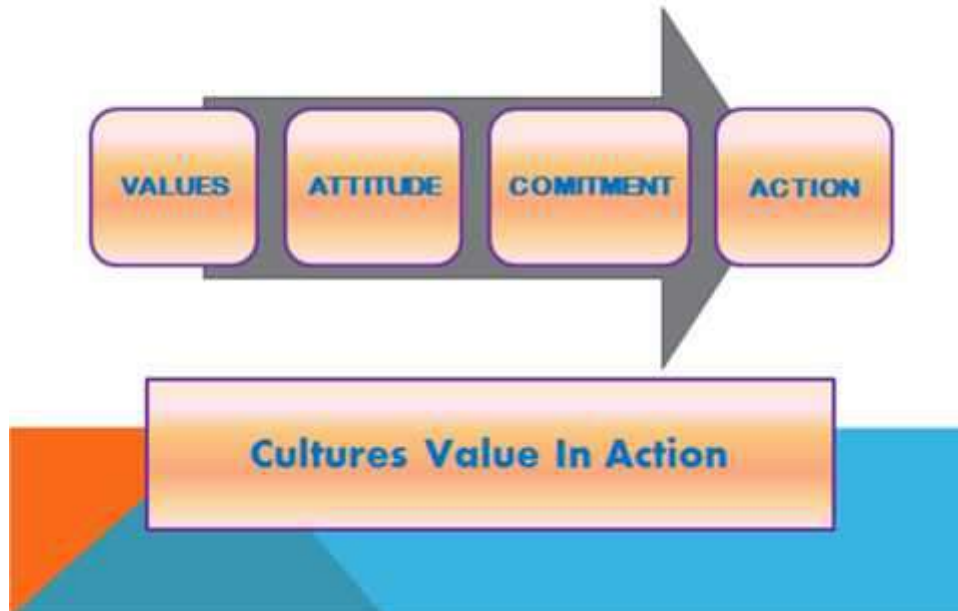 VALUES
ATTITUDE
COMITMENT
ACTION
Cultures Value In Action